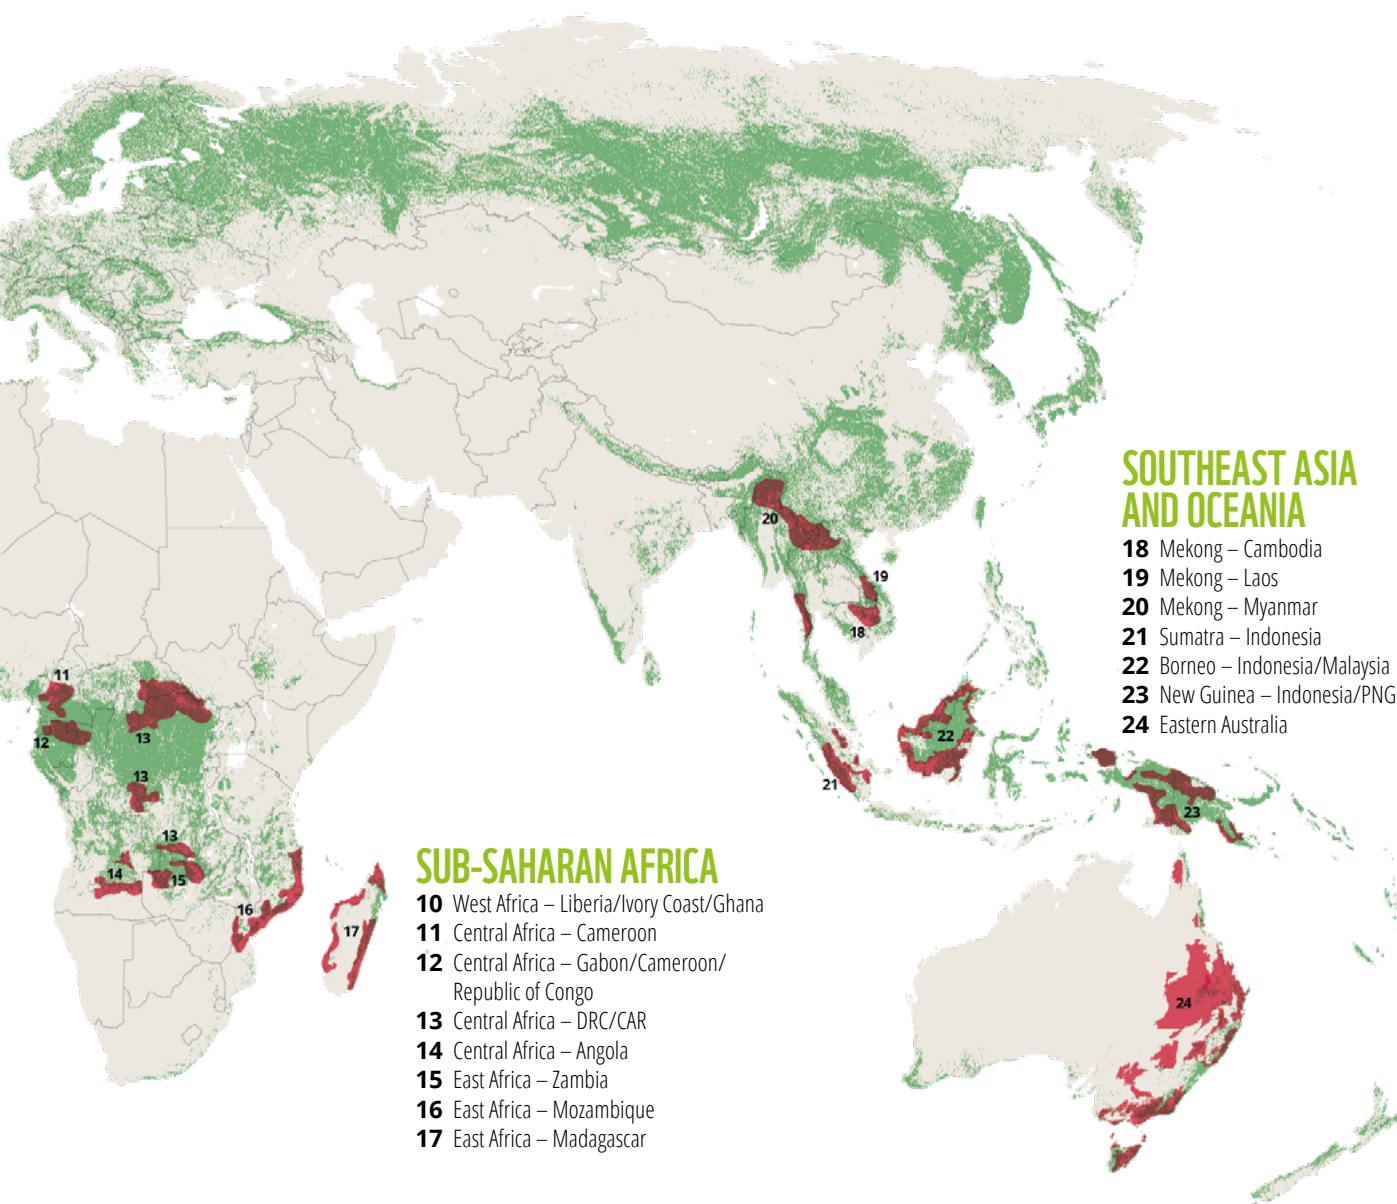 SOUTHEAST ASIA
AND OCEANIA
18 Mekong – Cambodia
19 Mekong – Laos
20 Mekong – Myanmar
21 Sumatra – Indonesia
22 Borneo – Indonesia/Malaysia
23 New Guinea – Indonesia/PNG
24 Eastern Australia
20
19
18
11
12
13
22
21
13
23
13
14
15
16
17
24
SUB-SAHARAN AFRICA
10 West Africa – Liberia/Ivory Coast/Ghana
11 Central Africa – Cameroon
12 Central Africa – Gabon/Cameroon/
Republic of Congo
13 Central Africa – DRC/CAR
14 Central Africa – Angola
15 East Africa – Zambia
16 East Africa – Mozambique
17 East Africa – Madagascar